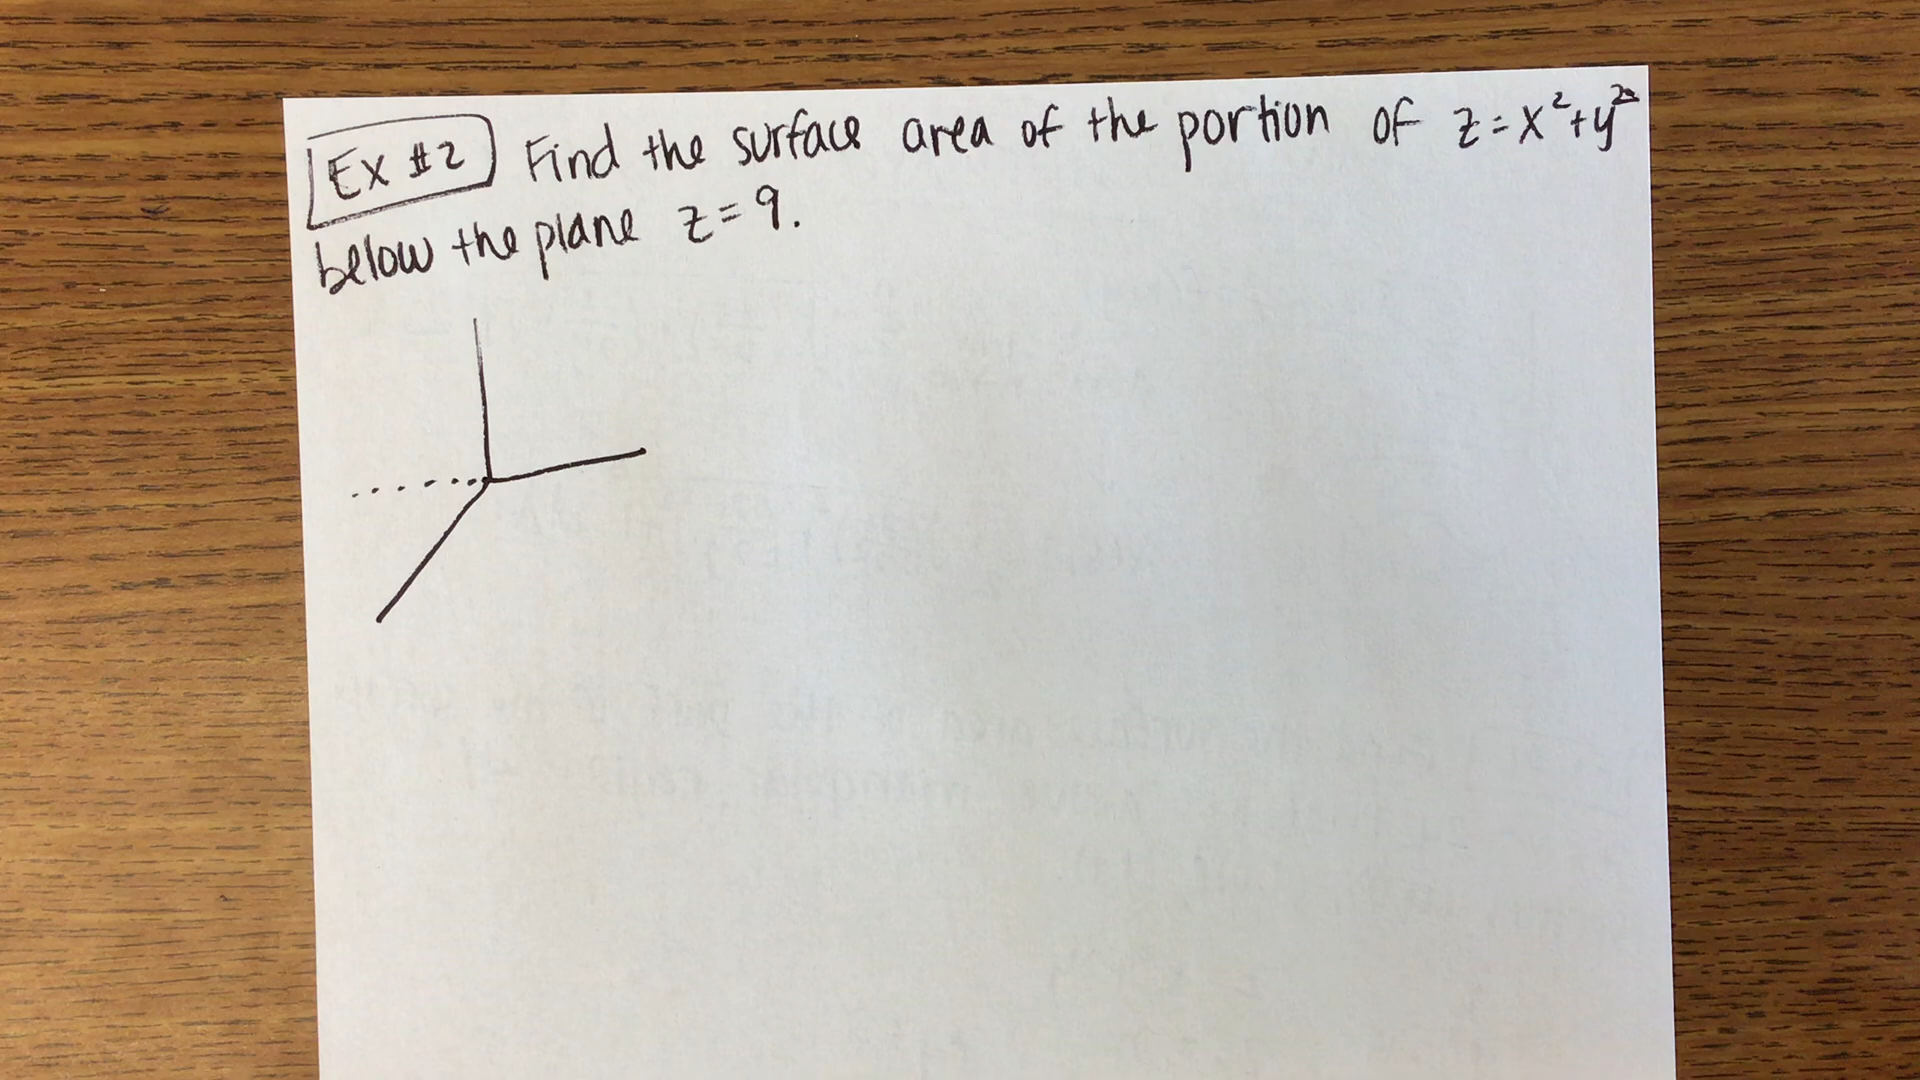 Ex #2 Find the surface area of the portion of z=x²+y²
below the plane z=9.